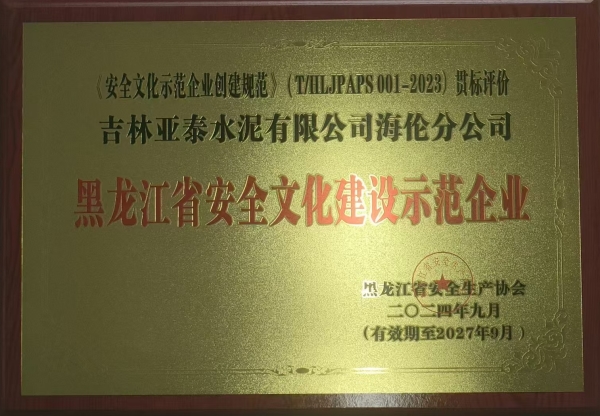 《安全文化示范企业创建规范》（T/HLJPAPS 001-2023）贯标评价
吉林亚泰水泥有限公司海伦分公司
黑龙江省安全文化建设示范企业
黑龙江省安全生产协会
二〇二四年九月
（有效期至2027年9月）